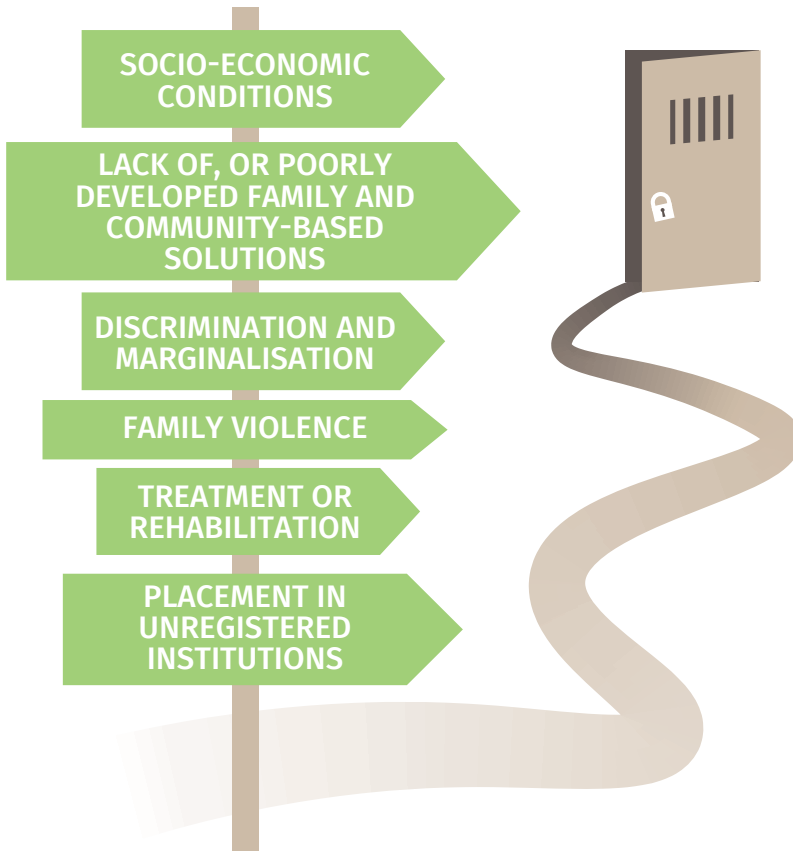 SOCIO-ECONOMIC
CONDITIONS
LACK OF, OR POORLY
DEVELOPED FAMILY AND
COMMUNITY-BASED
SOLUTIONS
DISCRIMINATION AND
MARGINALISATION
FAMILY VIOLENCE
TREATMENT OR
REHABILITATION
PLACEMENT IN
UNREGISTERED
INSTITUTIONS